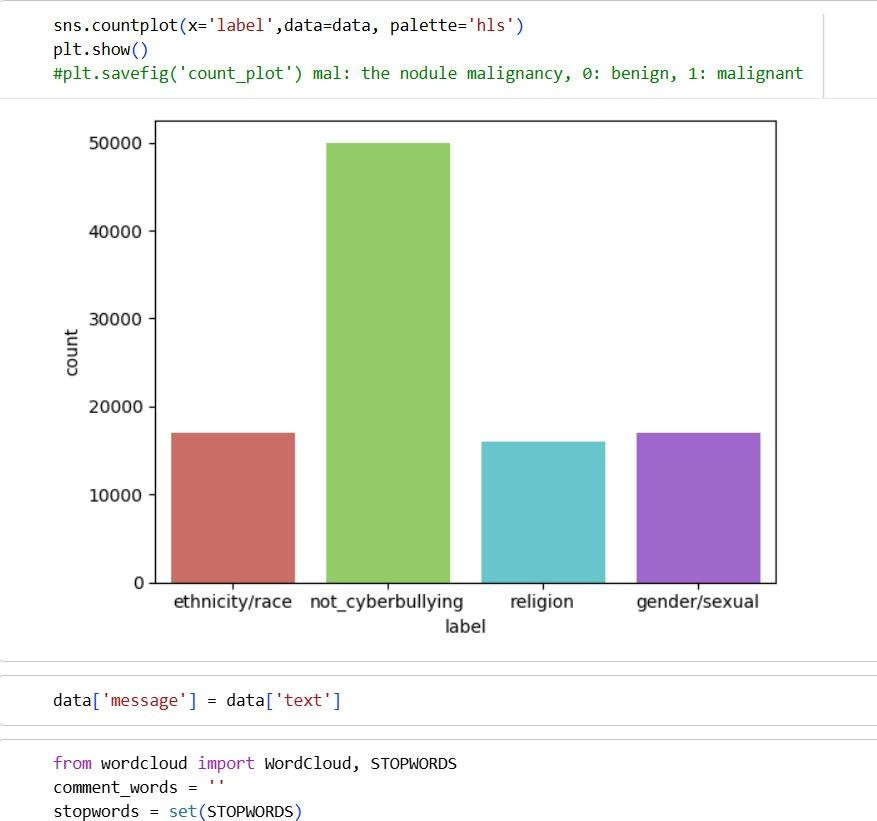 sns.countplot(x='label',data=data, palette='hls')
plt.show()
#plt.savefig('count_plot') mal: the nodule malignancy, 0: benign, 1: malignant
50000
40000
30000
20000
10000
0
count
ethnicity/race not_cyberbullying religion gender/sexual
label
data['message'] = data['text']
from wordcloud import WordCloud, STOPWORDS
comment_words = ''
stopwords = set(STOPWORDS)